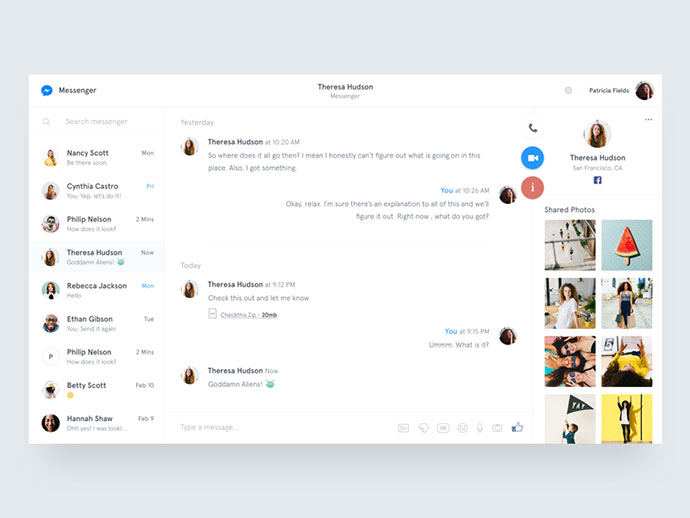 Messenger
Theresa Hudson
Messenger
Patricia Fields
Search messenger
Nancy Scott Mon
Be there soon.
Cynthia Castro Fri
You: Yep, let's do it!
Philip Nelson 2 Mins
How does it look?
Theresa Hudson Now
Goddamn Aliens!
Rebecca Jackson Mon
Hello
Ethan Gibson Tue
You: Send it again
P
Philip Nelson 2 Mins
How does it look?
Betty Scott Feb 10
Hannah Shaw Feb 9
Ohh yes! I was looki...
Yesterday
Theresa Hudson at 10:20 AM
So where does it all go then? I mean I honestly can't figure out what is going on in this
place. Also, I got something.
You at 10:26 AM
Okay, relax. I'm sure there's an explanation to all of this and we'll
figure it out. Right now , what do you got?
Today
Theresa Hudson at 9:12 PM
Check this out and let me know.
Checkthis.Zip - 20mb
You at 9:15 PM
Ummm. What is it?
Theresa Hudson Now
Goddamn Aliens!
Type a message...
GIF
i
Theresa Hudson
San Francisco, CA
f
Shared Photos
YAY